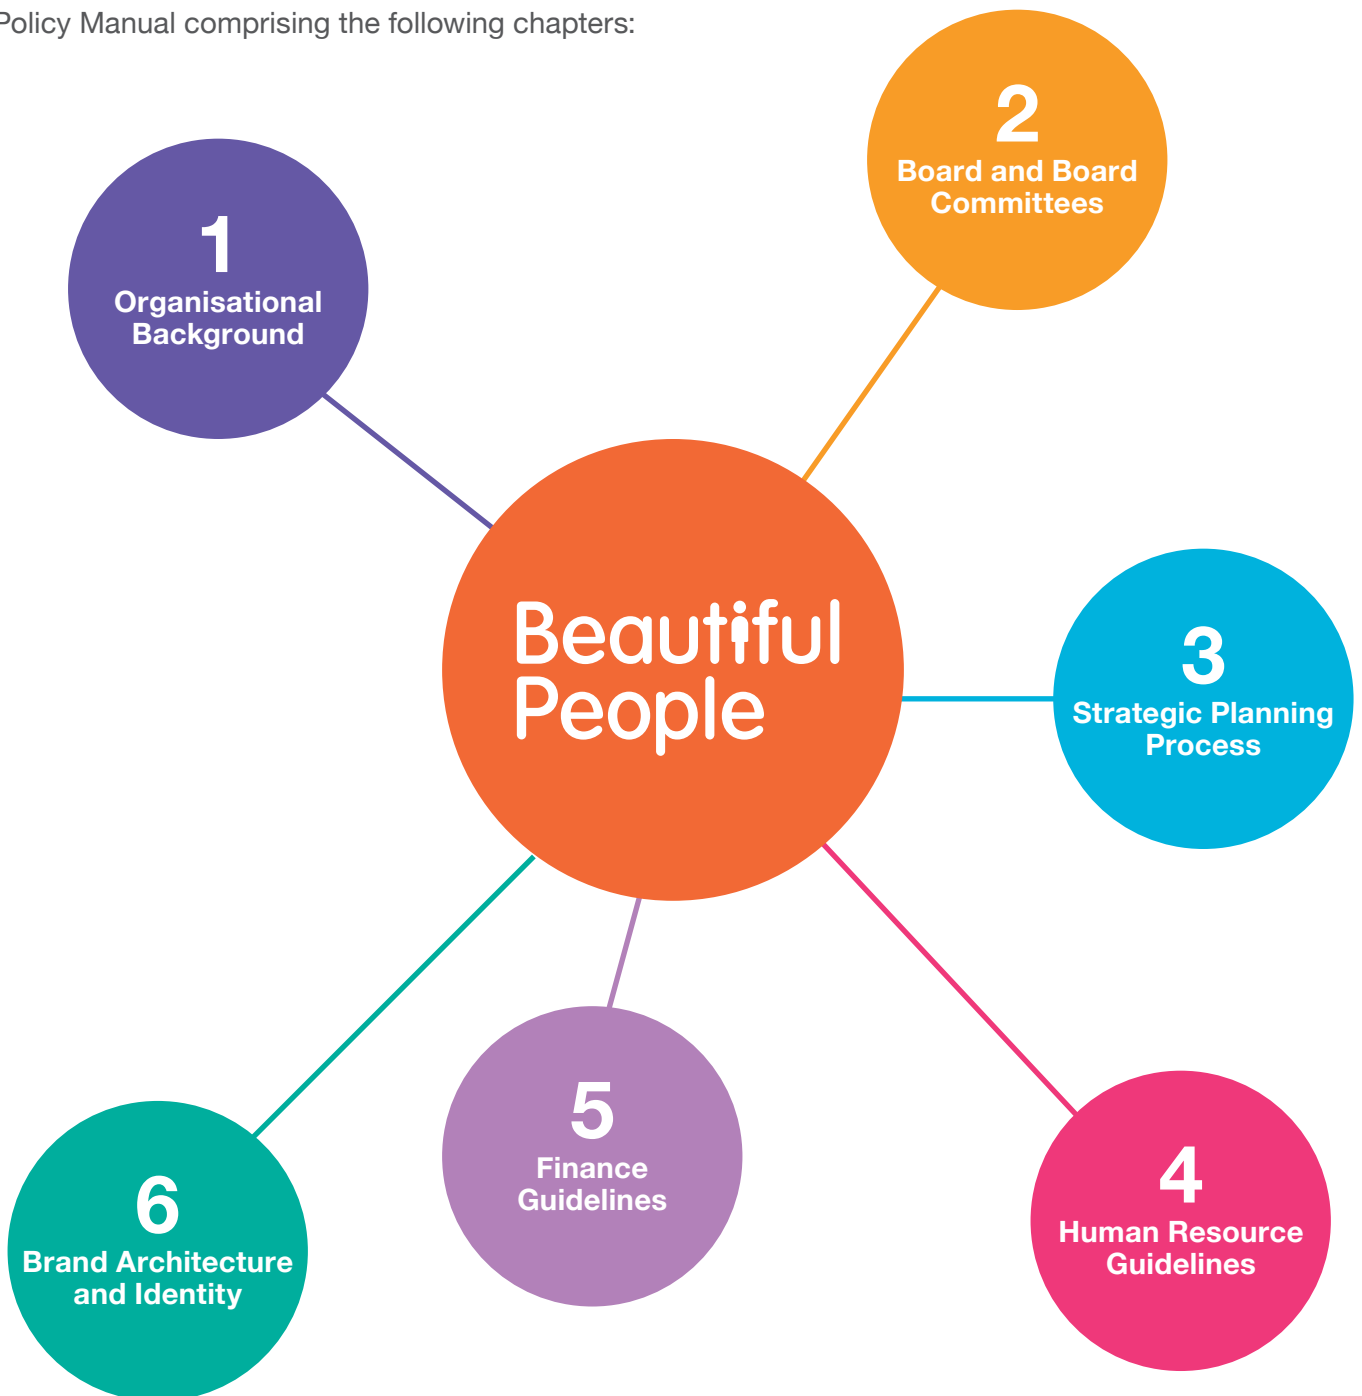 Policy Manual comprising the following chapters:
1
Organisational
Background
2
Board and Board
Committees
Beautiful
People
3
Strategic Planning
Process
4
Human Resource
Guidelines
5
Finance
Guidelines
6
Brand Architecture
and Identity